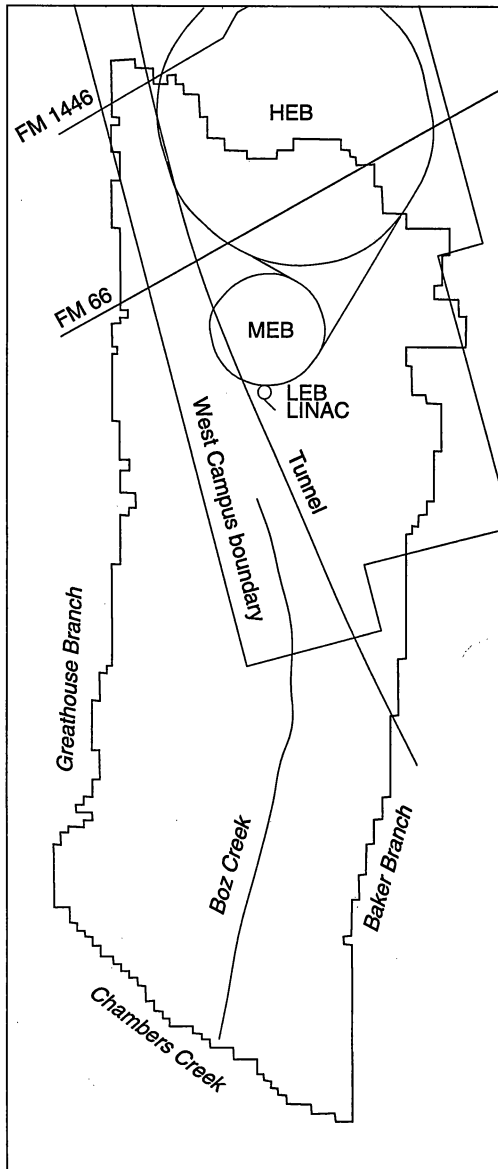 FM 1446
HEB
FM 66
MEB
LEB
LINAC
West Campus boundary
Tunnel
Greathouse Branch
Boz Creek
Baker Branch
Chambers Creek